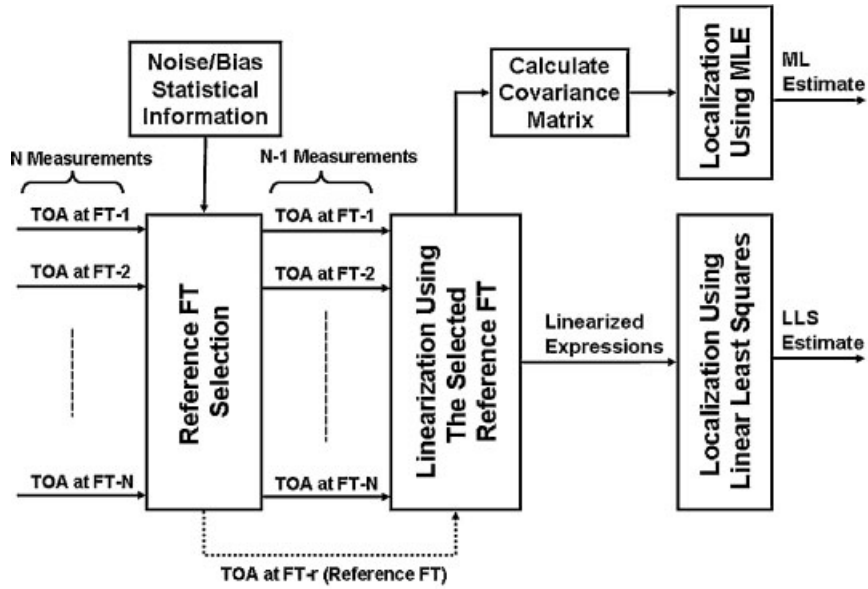 Noise/Bias
Statistical
Information
Calculate
Covariance
Matrix
Localization
Using MLE
ML
Estimate
N Measurements
N-1 Measurements
TOA at FT-1
TOA at FT-2
TOA at FT-N
Reference FT
Selection
TOA at FT-1
TOA at FT-2
TOA at FT-N
Linearization Using
The Selected
Reference FT
Linearized
Expressions
Localization Using
Linear Least Squares
LLS
Estimate
TOA at FT-r (Reference FT)